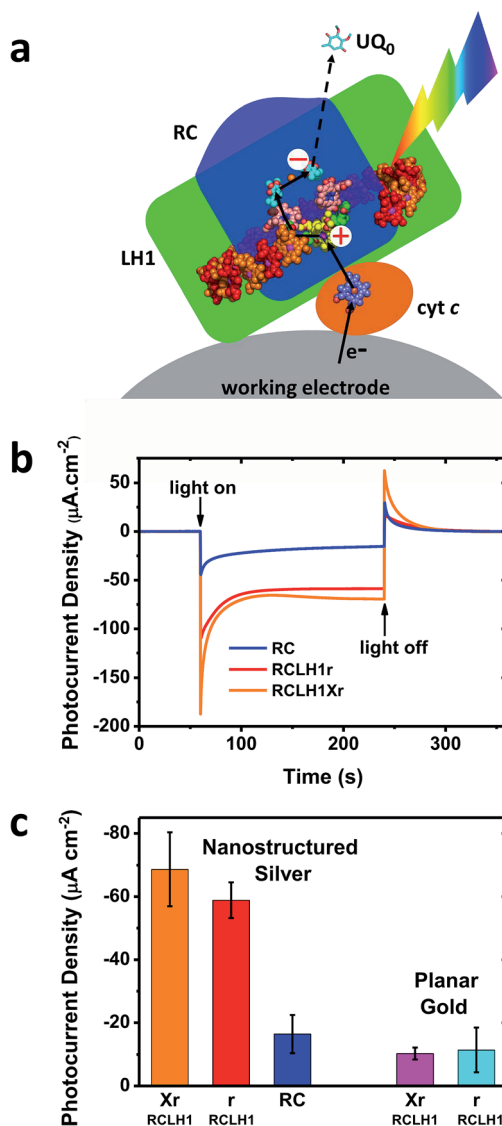 a
UQ0
RC
LH1
cyt c
e-
working electrode
b
Photocurrent Density (µA.cm-2)
50
0
-50
-100
-150
-200
light on
light off
RC
RCLH1r
RCLH1Xr
0
100
200
300
Time (s)
c
Photocurrent Density (µA cm-2)
-80
-60
-40
-20
0
Nanostructured
Silver
Planar
Gold
Xr
RCLH1
r
RCLH1
RC
Xr
RCLH1
r
RCLH1